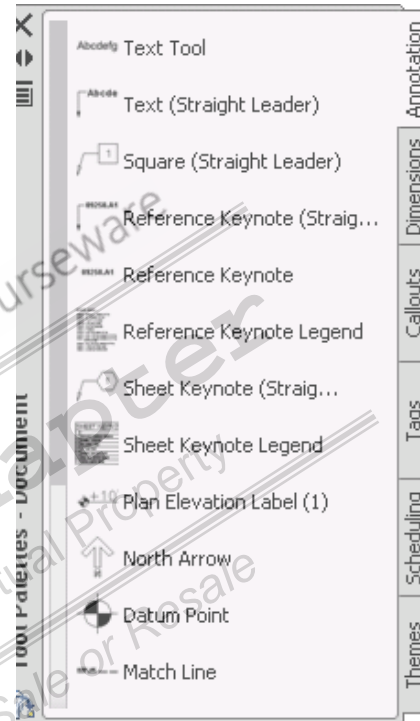 Abcdefg Text Tool
Abcde Text (Straight Leader)
1 Square (Straight Leader)
Reference Keynote (Straig...
Reference Keynote
Reference Keynote Legend
Sheet Keynote (Straig...
Sheet Keynote Legend
Plan Elevation Label (1)
North Arrow
Datum Point
Match Line
Tool Palettes - Document
Annotation
Dimensions
Callouts
Tags
Scheduling
Themes